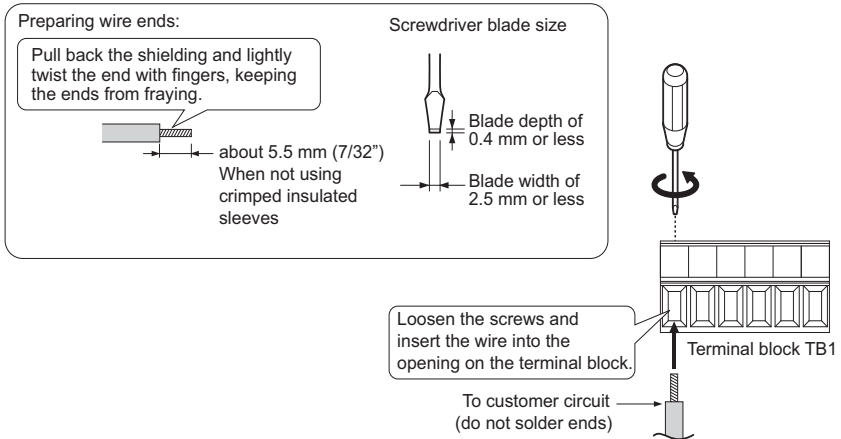 Preparing wire ends:
Pull back the shielding and lightly
twist the end with fingers, keeping
the ends from fraying.
about 5.5 mm (7/32”)
When not using
crimped insulated
sleeves
Screwdriver blade size
Blade depth of
0.4 mm or less
Blade width of
2.5 mm or less
Loosen the screws and
insert the wire into the
opening on the terminal block.
Terminal block TB1
To customer circuit
(do not solder ends)